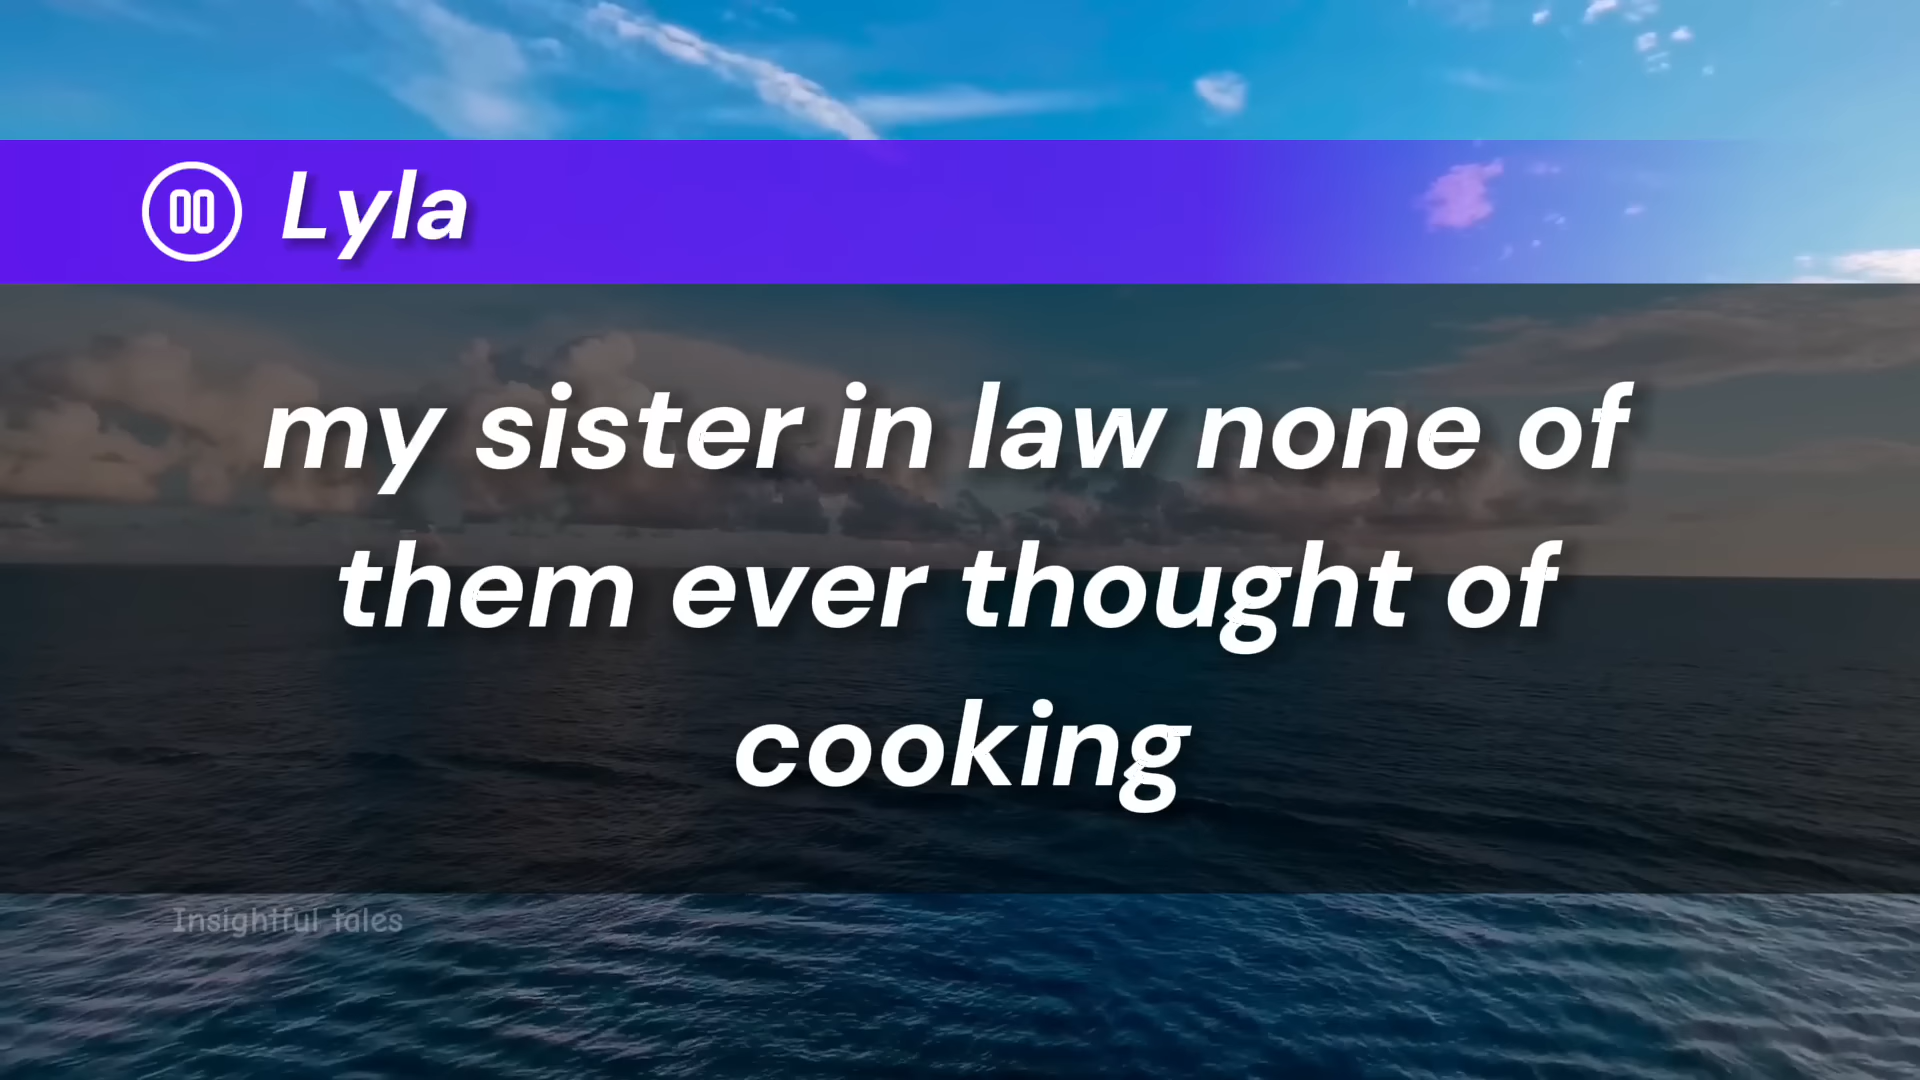 Lyla
my sister in law none of
them ever thought of
cooking
Insightful tales